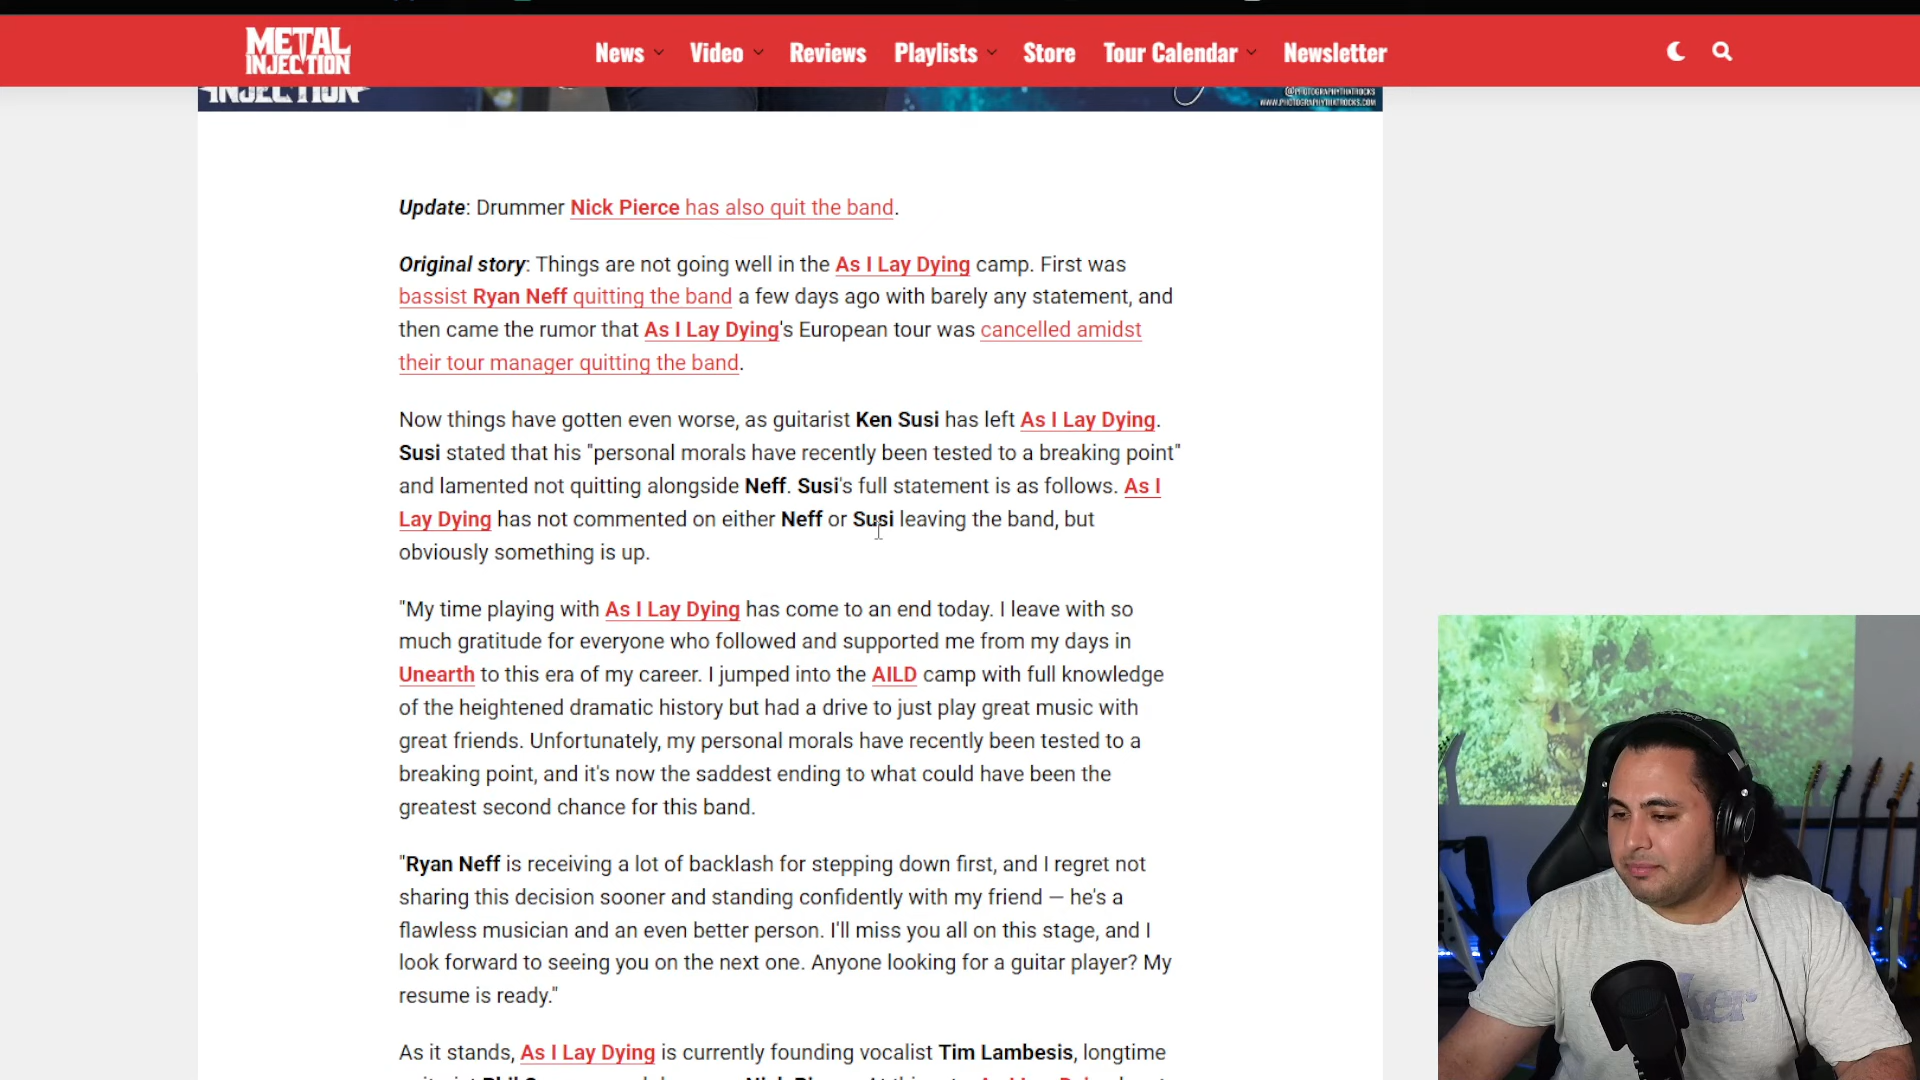 METAL
INJECTION
News
Video
Reviews
Playlists
Store
Tour Calendar
Newsletter
INJECTION
@PHOTOGRAPHYTHATROCKS
WWW.PHOTOGRAPHYTHATROCKS.COM
Update: Drummer Nick Pierce has also quit the band.
Original story: Things are not going well in the As I Lay Dying camp. First was
bassist Ryan Neff quitting the band a few days ago with barely any statement, and
then came the rumor that As I Lay Dying's European tour was cancelled amidst
their tour manager quitting the band.
Now things have gotten even worse, as guitarist Ken Susi has left As I Lay Dying.
Susi stated that his "personal morals have recently been tested to a breaking point"
and lamented not quitting alongside Neff. Susi's full statement is as follows. As I
Lay Dying has not commented on either Neff or Susi leaving the band, but
obviously something is up.
"My time playing with As I Lay Dying has come to an end today. I leave with so
much gratitude for everyone who followed and supported me from my days in
Unearth to this era of my career. I jumped into the AILD camp with full knowledge
of the heightened dramatic history but had a drive to just play great music with
great friends. Unfortunately, my personal morals have recently been tested to a
breaking point, and it's now the saddest ending to what could have been the
greatest second chance for this band.
"Ryan Neff is receiving a lot of backlash for stepping down first, and I regret not
sharing this decision sooner and standing confidently with my friend — he's a
flawless musician and an even better person. I'll miss you all on this stage, and I
look forward to seeing you on the next one. Anyone looking for a guitar player? My
resume is ready."
As it stands, As I Lay Dying is currently founding vocalist Tim Lambesis, longtime